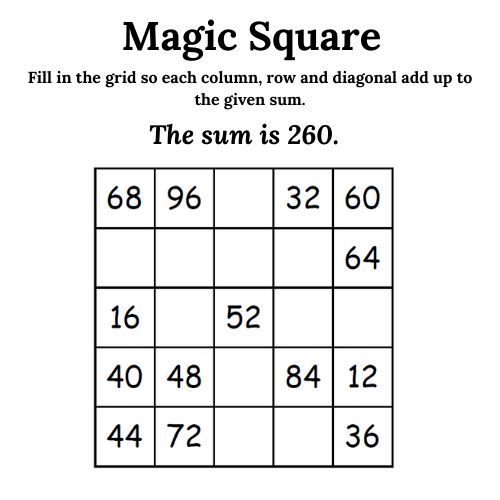 Magic Square
Fill in the grid so each column, row and diagonal add up to
the given sum.
The sum is 260.
68 96 32 60
64
16 52
40 48 84 12
44 72 36